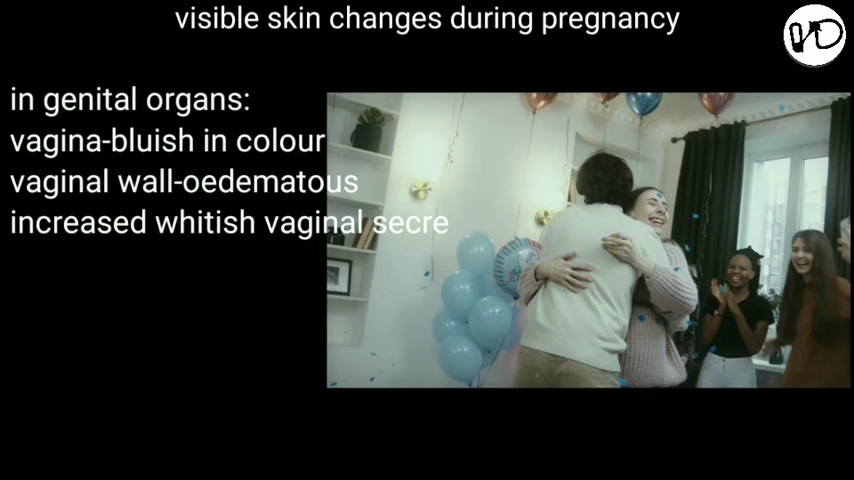 visible skin changes during pregnancy
in genital organs:
vagina-bluish in colour
vaginal wall-oedematous
increased whitish vaginal secre